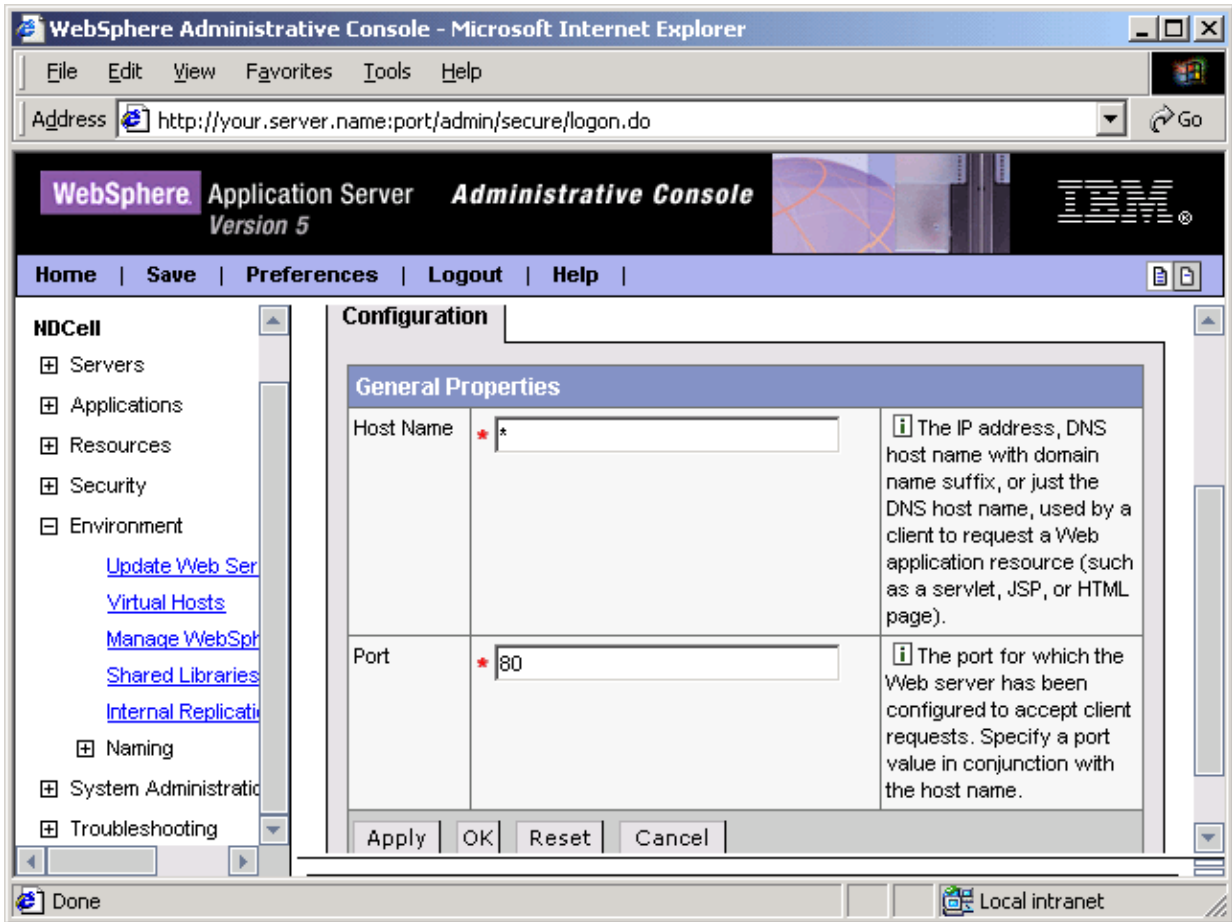 WebSphere Administrative Console - Microsoft Internet Explorer
File Edit View Favorites Tools Help
Address http://your.server.name:port/admin/secure/logon.do Go
WebSphere. Application Server Administrative Console
Version 5
IBM®
Home | Save | Preferences | Logout | Help |
NDCell
Servers
Applications
Resources
Security
Environment
Update Web Ser
Virtual Hosts
Manage WebSph
Shared Libraries
Internal Replicati
Naming
System Administratio
Troubleshooting
Configuration
General Properties
Host Name * *
i The IP address, DNS
host name with domain
name suffix, or just the
DNS host name, used by a
client to request a Web
application resource (such
as a servlet, JSP, or HTML
page).
Port * 80
i The port for which the
Web server has been
configured to accept client
requests. Specify a port
value in conjunction with
the host name.
Apply OK Reset Cancel
Done Local intranet